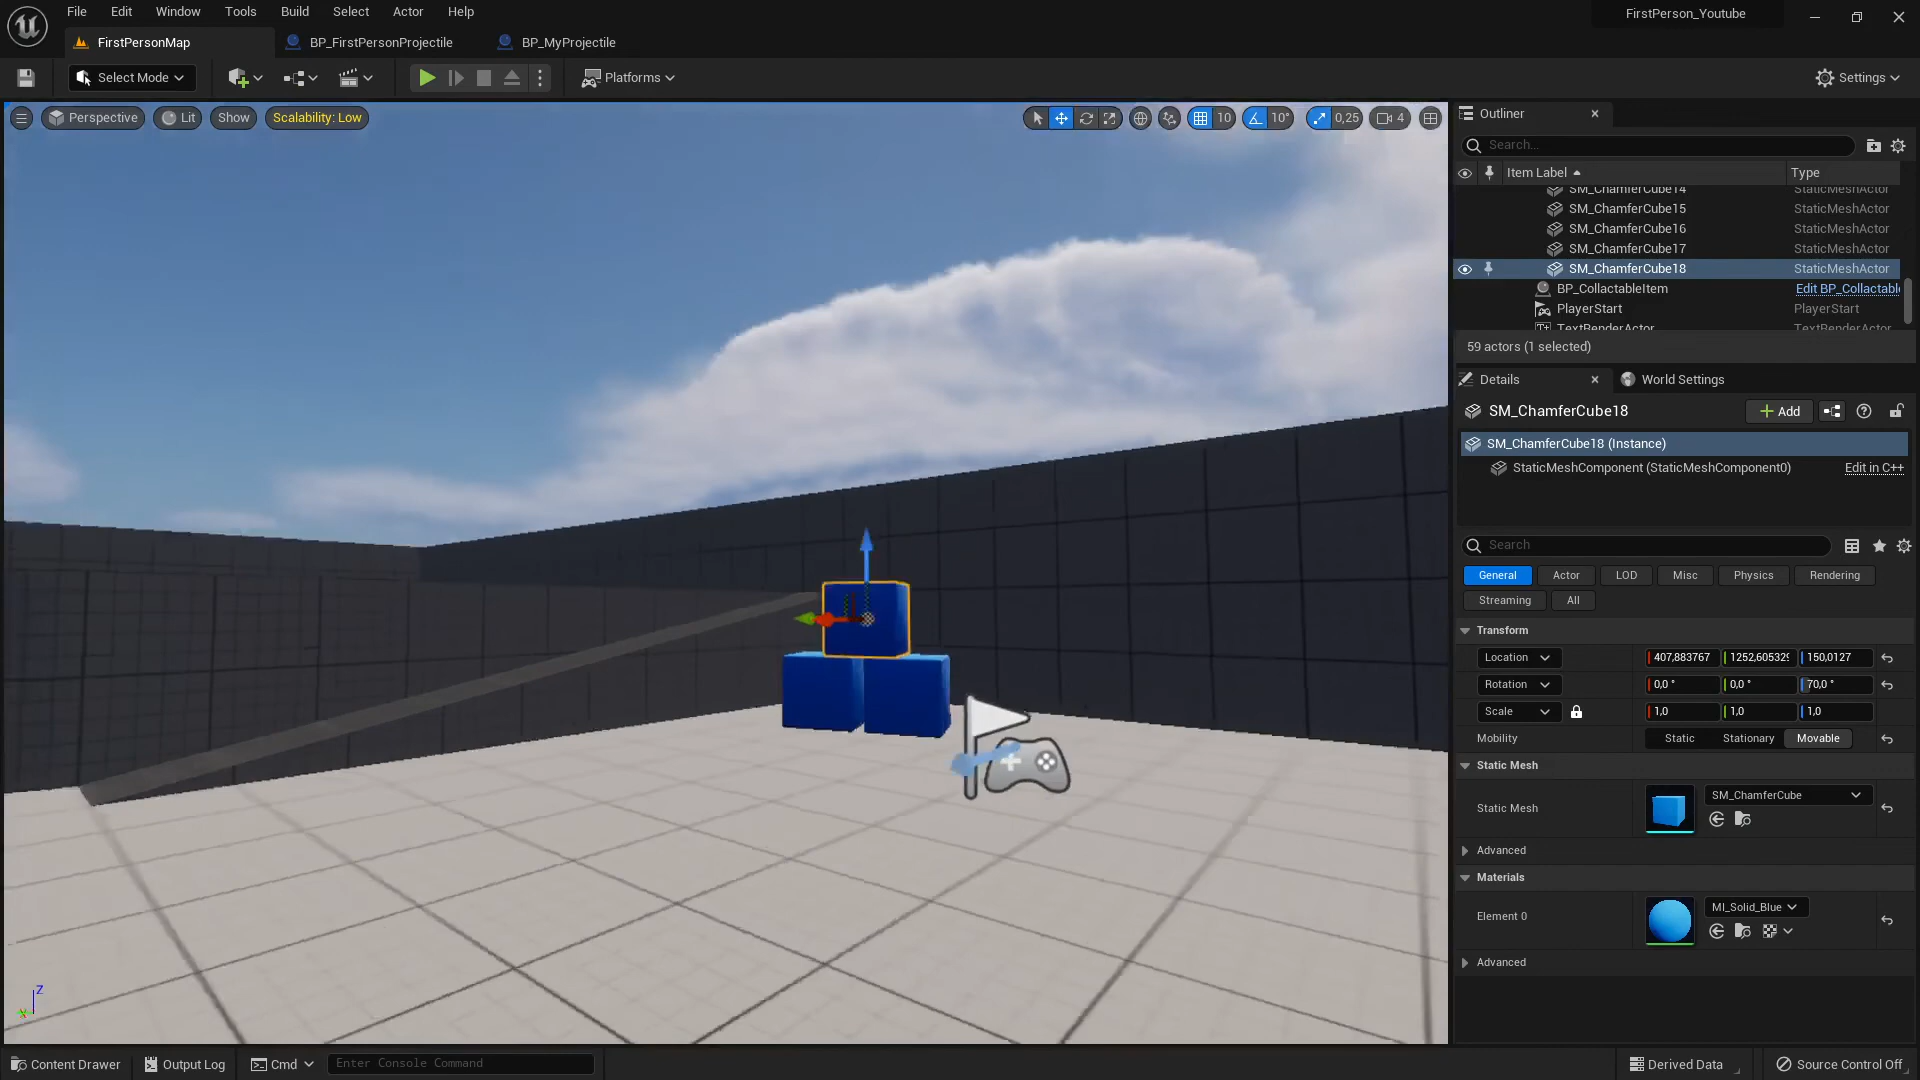 File Edit Window Tools Build Select Actor Help
FirstPerson_Youtube
FirstPersonMap BP_FirstPersonProjectile BP_MyProjectile
Select Mode Platforms Settings
Perspective Lit Show Scalability: Low 10 10° 0,25 4
Outliner
Search...
Item Label Type
SM_ChamferCube14 StaticMeshActor
SM_ChamferCube15 StaticMeshActor
SM_ChamferCube16 StaticMeshActor
SM_ChamferCube17 StaticMeshActor
SM_ChamferCube18 StaticMeshActor
BP_CollactableItem Edit BP_Collactabl
PlayerStart PlayerStart
TextRenderActor TextRenderActor
59 actors (1 selected)
Details World Settings
SM_ChamferCube18 Add
SM_ChamferCube18 (Instance)
StaticMeshComponent (StaticMeshComponent0) Edit in C++
Search
General Actor LOD Misc Physics Rendering
Streaming All
Transform
Location 407,883767 1252,605329 150,0127
Rotation 0,0 ° 0,0 ° 70,0 °
Scale 1,0 1,0 1,0
Mobility Static Stationary Movable
Static Mesh
Static Mesh SM_ChamferCube
Advanced
Materials
Element 0 MI_Solid_Blue
Advanced
Z
Content Drawer Output Log Cmd Enter Console Command Derived Data Source Control Off